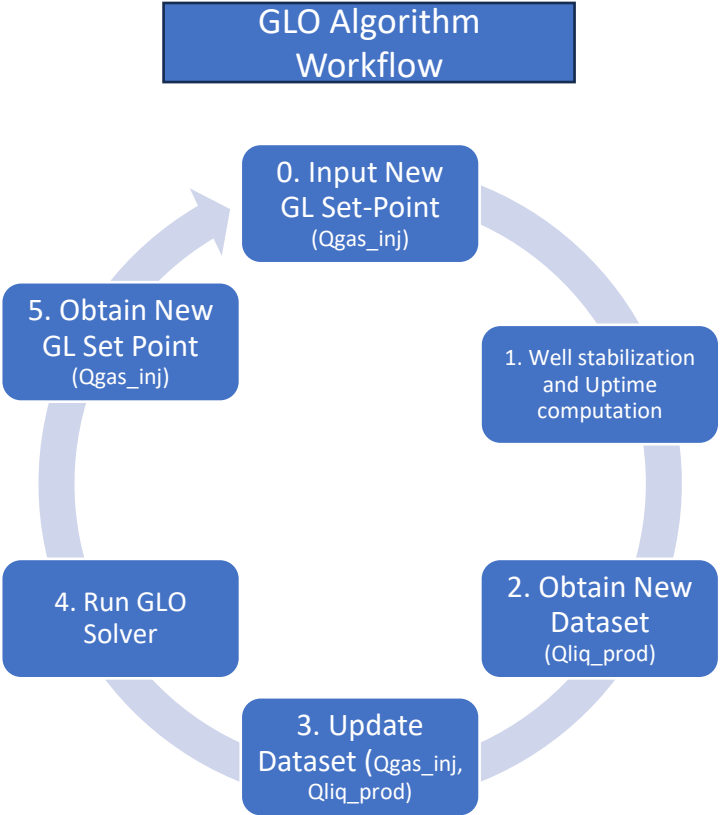 GLO Algorithm
Workflow
0. Input New
GL Set-Point
(Qgas_inj)
1. Well stabilization
and Uptime
computation
2. Obtain New
Dataset
(Qliq_prod)
3. Update
Dataset (Qgas_inj,
Qliq_prod)
4. Run GLO
Solver
5. Obtain New
GL Set Point
(Qgas_inj)